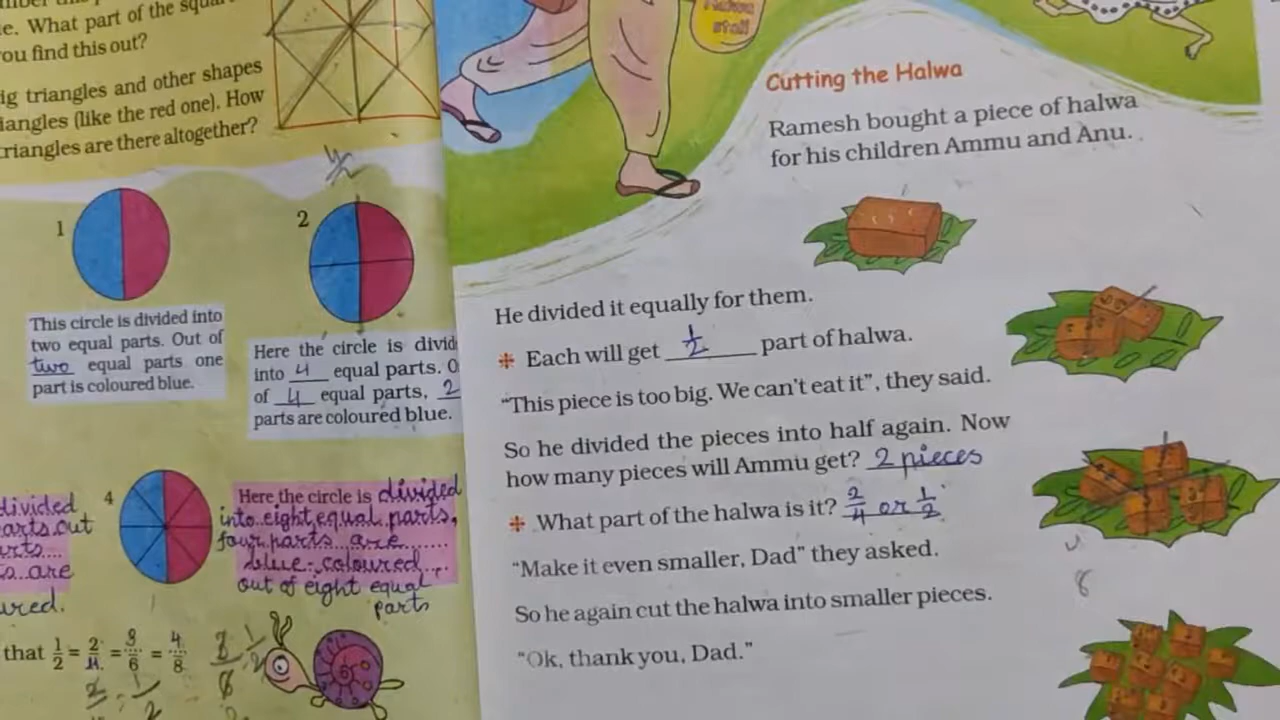 e. What part of the squar
ou find this out?
ig triangles and other shapes
iangles (like the red one). How
triangles are there altogether?
1
This circle is divided into
two equal parts. Out of
two equal parts one
part is coloured blue.
1/2
2
Here the circle is divid
into 4 equal parts. O
of 4 equal parts, 2
parts are coloured blue.
divided
arts out
arts
s are
ured.
4
Here the circle is divided
into eight equal parts,
four parts are
blue coloured
out of eight equal
parts
that 1/2 = 2/4 = 3/6 = 4/8
stall
Cutting the Halwa
Ramesh bought a piece of halwa
for his children Ammu and Anu.
He divided it equally for them.
Each will get 1/2 part of halwa.
"This piece is too big. We can't eat it", they said.
So he divided the pieces into half again. Now
how many pieces will Ammu get? 2 pieces
What part of the halwa is it? 2/4 or 1/2
"Make it even smaller, Dad" they asked.
So he again cut the halwa into smaller pieces.
"Ok, thank you, Dad."
8